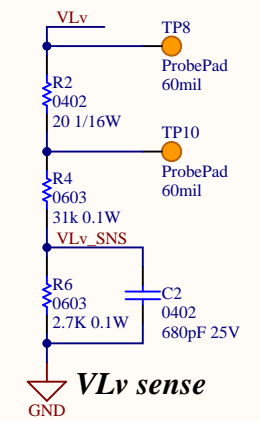 VLv
TP8
ProbePad
60mil
R2
0402
20 1/16W
TP10
ProbePad
60mil
R4
0603
31k 0.1W
VLv_SNS
R6
0603
2.7K 0.1W
C2
0402
680pF 25V
VLv sense
GND